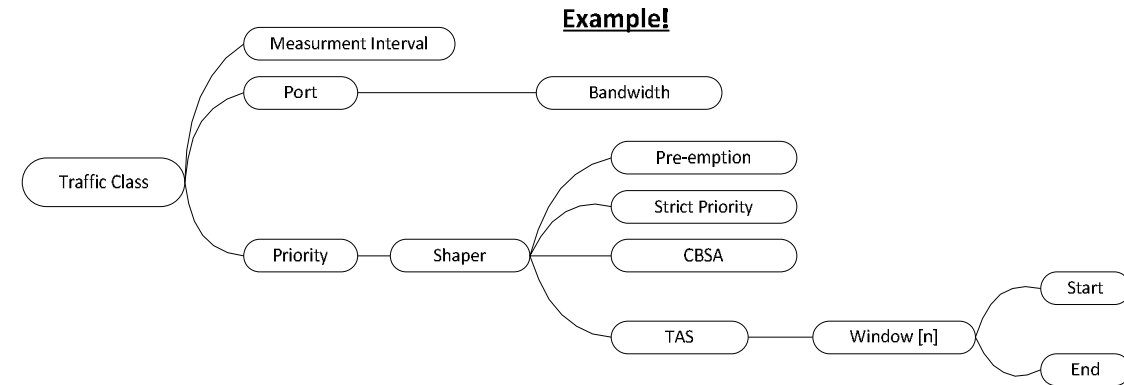 Example!
Measurment Interval
Port
Bandwidth
Traffic Class
Pre-emption
Strict Priority
Priority
Shaper
CBSA
TAS
Window [n]
Start
End